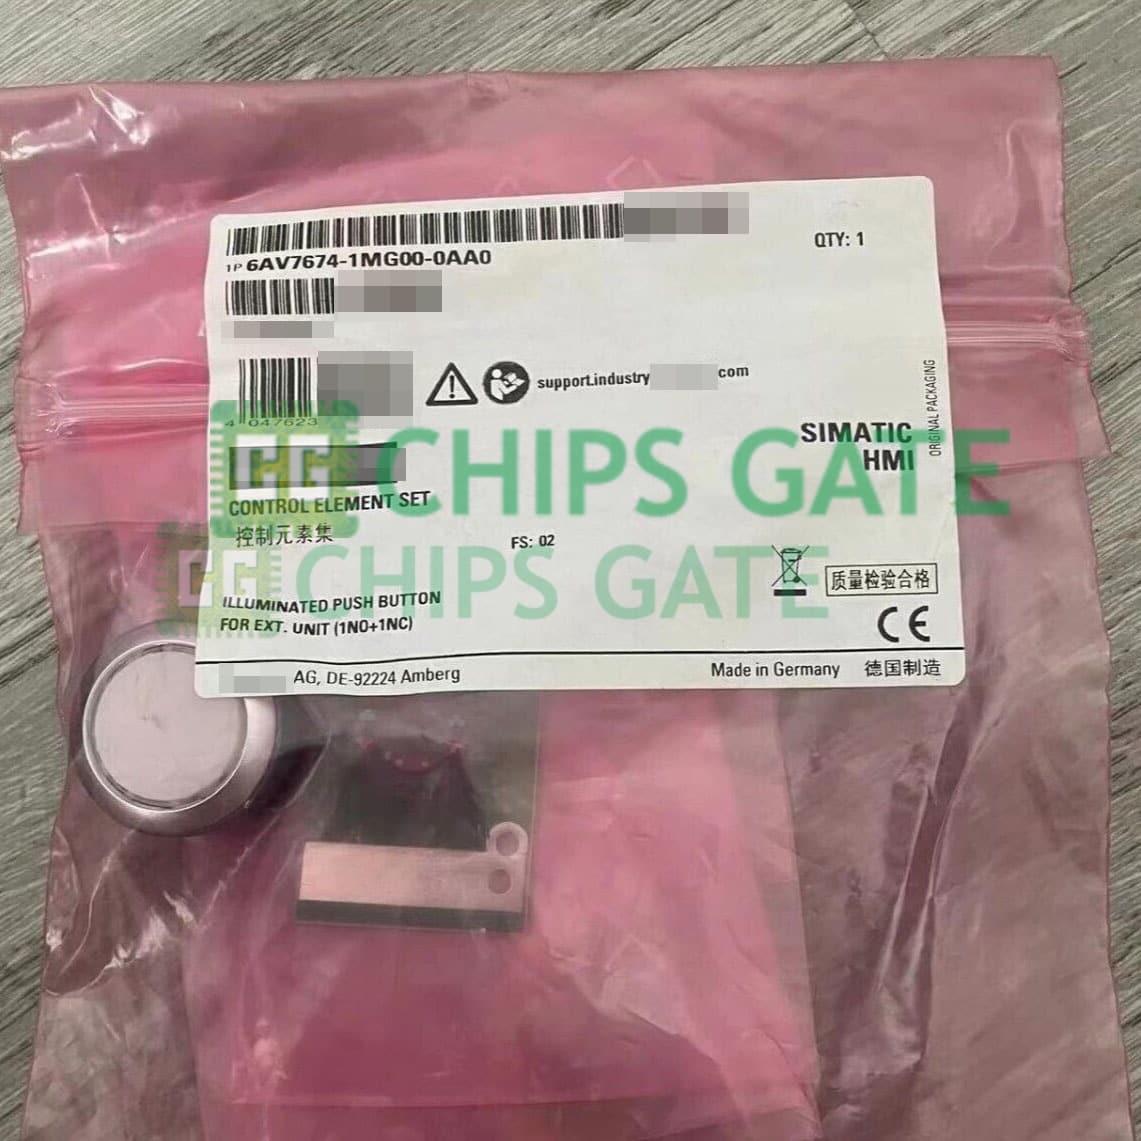 1P 6AV7674-1MG00-0AA0
QTY: 1
4 047623
support.industry
com
SIMATIC
HMI
ORIGINAL PACKAGING
CHIPS GATE
CONTROL ELEMENT SET
控制元素集
FS: 02
CHIPS GATE
质量检验合格
ILLUMINATED PUSH BUTTON
FOR EXT. UNIT (1NO+1NC)
CE
AG, DE-92224 Amberg
Made in Germany 德国制造